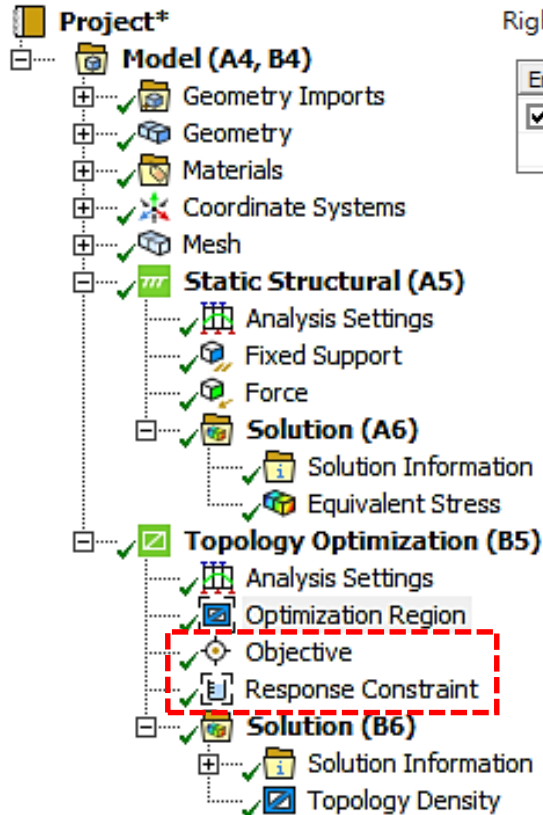 Project*
Righ
Model (A4, B4)
Geometry Imports
Geometry
Materials
Coordinate Systems
Mesh
Static Structural (A5)
Analysis Settings
Fixed Support
Force
Solution (A6)
Solution Information
Equivalent Stress
Topology Optimization (B5)
Analysis Settings
Optimization Region
Objective
Response Constraint
Solution (B6)
Solution Information
Topology Density